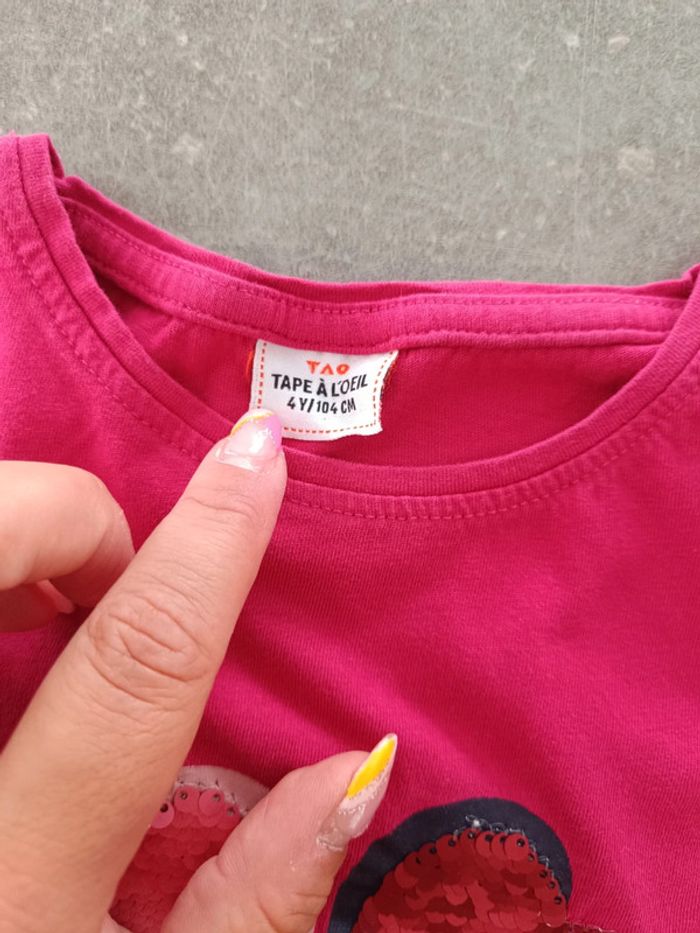 TAO
TAPE À L'OEIL
4Y/104 CM